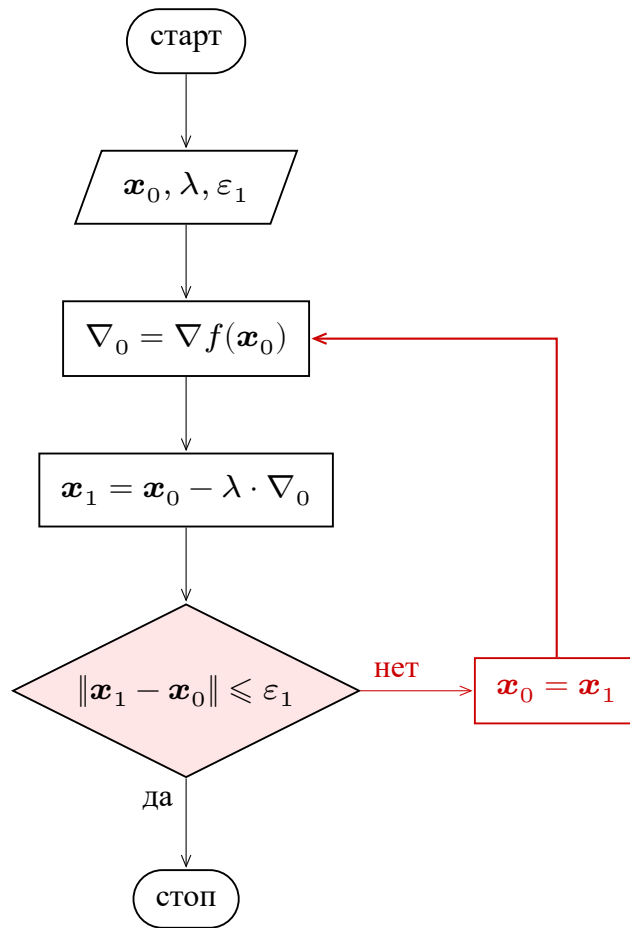 старт
𝒙₀, λ, ε₁
∇₀ = ∇f(𝒙₀)
𝒙₁ = 𝒙₀ − λ · ∇₀
‖𝒙₁ − 𝒙₀‖ ⩽ ε₁
нет
𝒙₀ = 𝒙₁
да
стоп